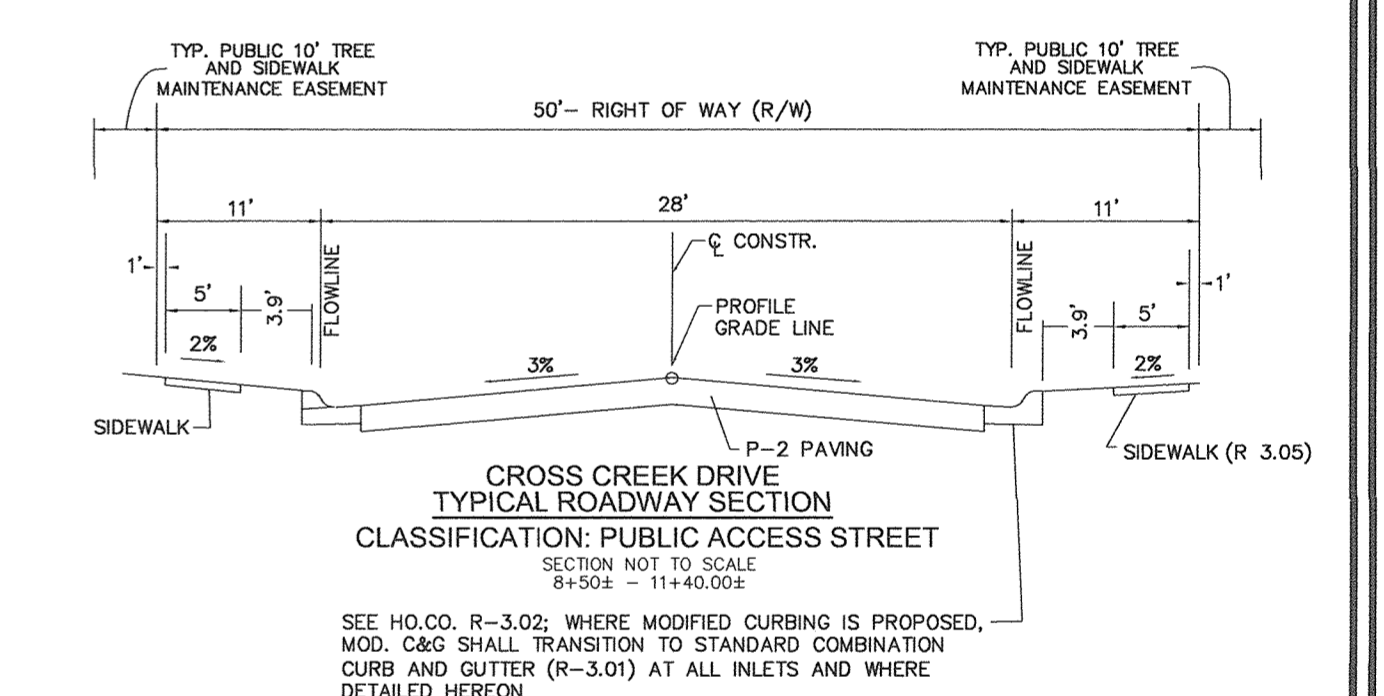 TYP. PUBLIC 10' TREE
AND SIDEWALK
MAINTENANCE EASEMENT
TYP. PUBLIC 10' TREE
AND SIDEWALK
MAINTENANCE EASEMENT
50'– RIGHT OF WAY (R/W)
11'
28'
11'
℄ CONSTR.
FLOWLINE
FLOWLINE
1'
1'
5'
3.9'
3.9'
5'
PROFILE
GRADE LINE
2%
3%
3%
2%
SIDEWALK
P–2 PAVING
SIDEWALK (R 3.05)
CROSS CREEK DRIVE
TYPICAL ROADWAY SECTION
CLASSIFICATION: PUBLIC ACCESS STREET
SECTION NOT TO SCALE
8+50± – 11+40.00±
SEE HO.CO. R–3.02; WHERE MODIFIED CURBING IS PROPOSED,
MOD. C&G SHALL TRANSITION TO STANDARD COMBINATION
CURB AND GUTTER (R–3.01) AT ALL INLETS AND WHERE
DETAILED HEREON